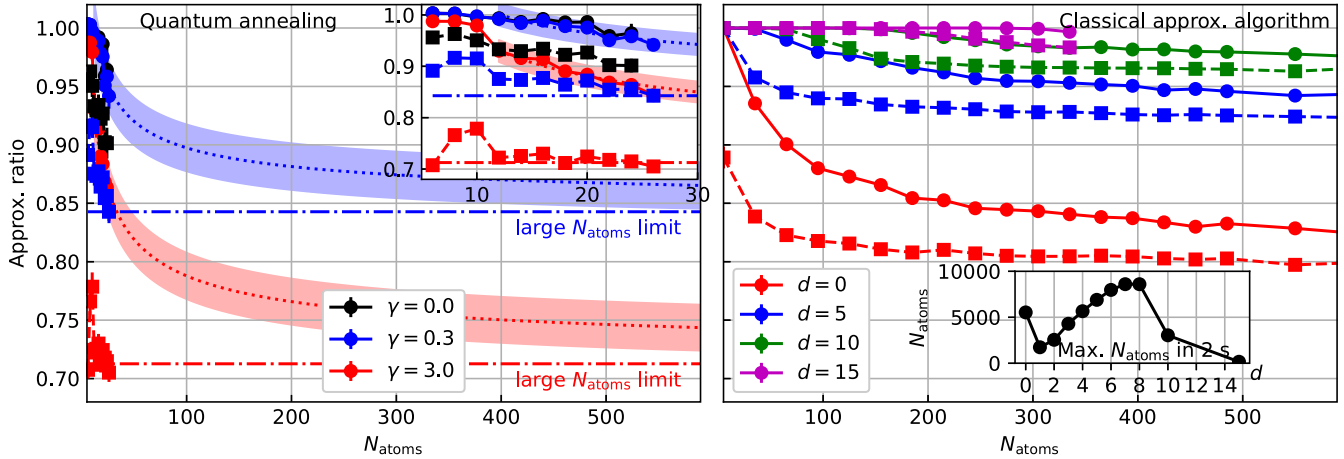 Quantum annealing
Approx. ratio
1.00
0.95
0.90
0.85
0.80
0.75
0.70
1.0
0.9
0.8
0.7
10
20
30
large N_atoms limit
γ = 0.0
γ = 0.3
γ = 3.0
large N_atoms limit
100 200 300 400 500
N_atoms
Classical approx. algorithm
d = 0
d = 5
d = 10
d = 15
N_atoms
10000
5000
0
Max. N_atoms in 2 s
0 2 4 6 8 10 12 14
d
100 200 300 400 500
N_atoms